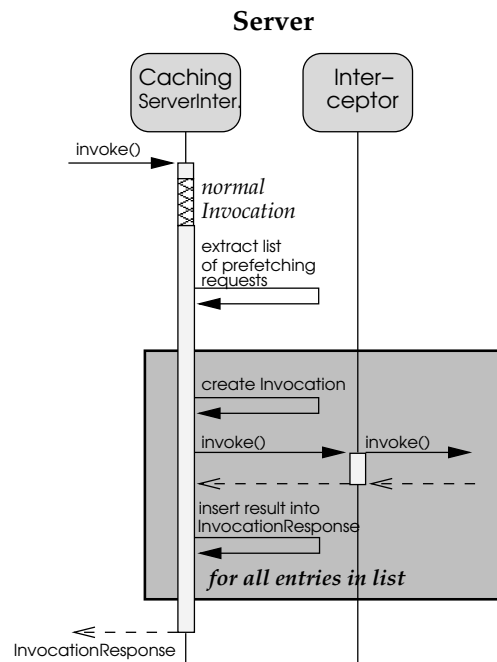 Server
Caching
ServerInter.
Inter–
ceptor
invoke()
normal
Invocation
extract list
of prefetching
requests
create Invocation
invoke()
invoke()
insert result into
InvocationResponse
for all entries in list
InvocationResponse